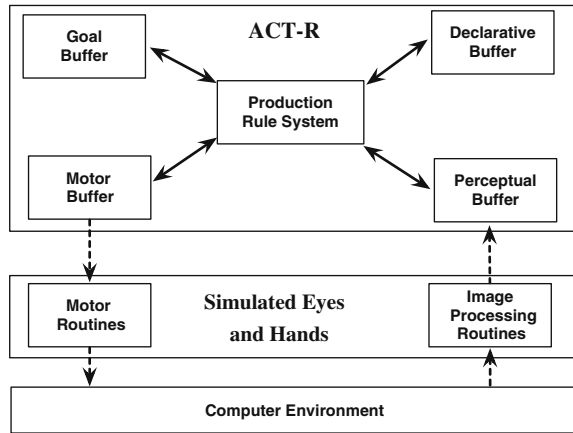 ACT-R
Goal
Buffer
Declarative
Buffer
Production
Rule System
Motor
Buffer
Perceptual
Buffer
Motor
Routines
Simulated Eyes
and Hands
Image
Processing
Routines
Computer Environment